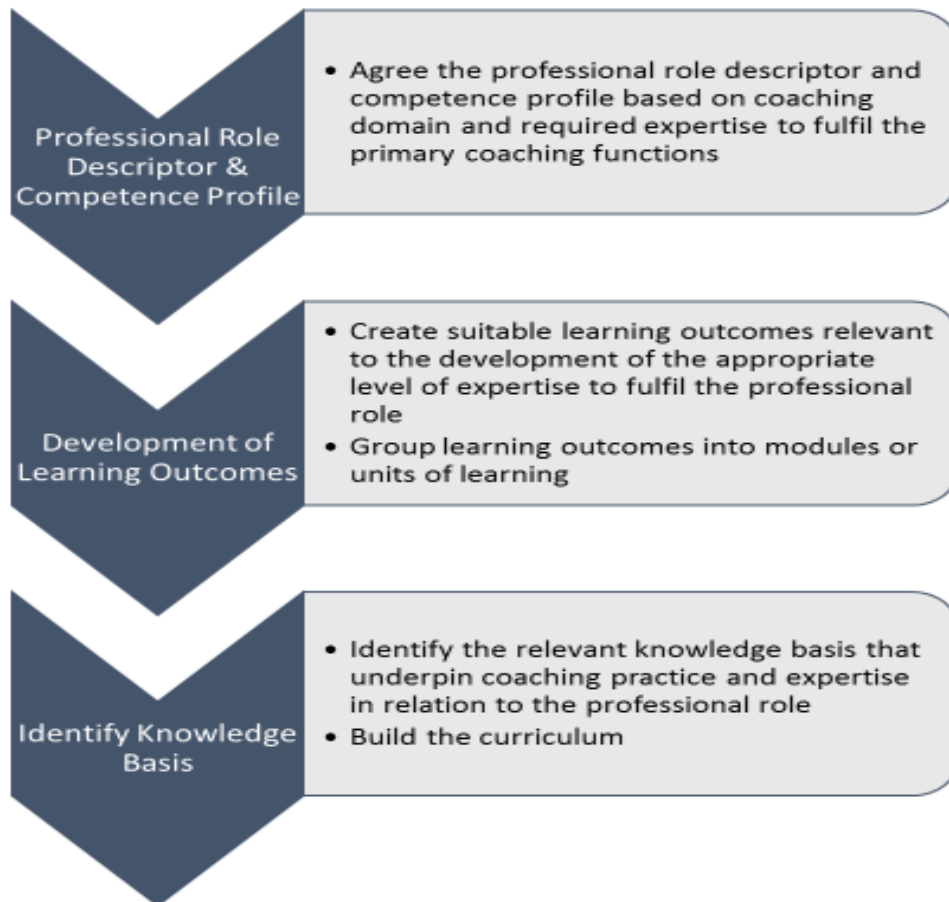 Professional Role
Descriptor &
Competence Profile
• Agree the professional role descriptor and
competence profile based on coaching
domain and required expertise to fulfil the
primary coaching functions
Development of
Learning Outcomes
• Create suitable learning outcomes relevant
to the development of the appropriate
level of expertise to fulfil the professional
role
• Group learning outcomes into modules or
units of learning
Identify Knowledge
Basis
• Identify the relevant knowledge basis that
underpin coaching practice and expertise
in relation to the professional role
• Build the curriculum